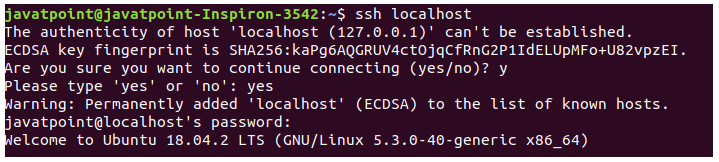 javatpoint@javatpoint-Inspiron-3542:~$ ssh localhost
The authenticity of host 'localhost (127.0.0.1)' can't be established.
ECDSA key fingerprint is SHA256:kaPg6AQGRUV4ctOjqCfRnG2P1IdELUpMFo+U82vpzEI.
Are you sure you want to continue connecting (yes/no)? y
Please type 'yes' or 'no': yes
Warning: Permanently added 'localhost' (ECDSA) to the list of known hosts.
javatpoint@localhost's password:
Welcome to Ubuntu 18.04.2 LTS (GNU/Linux 5.3.0-40-generic x86_64)